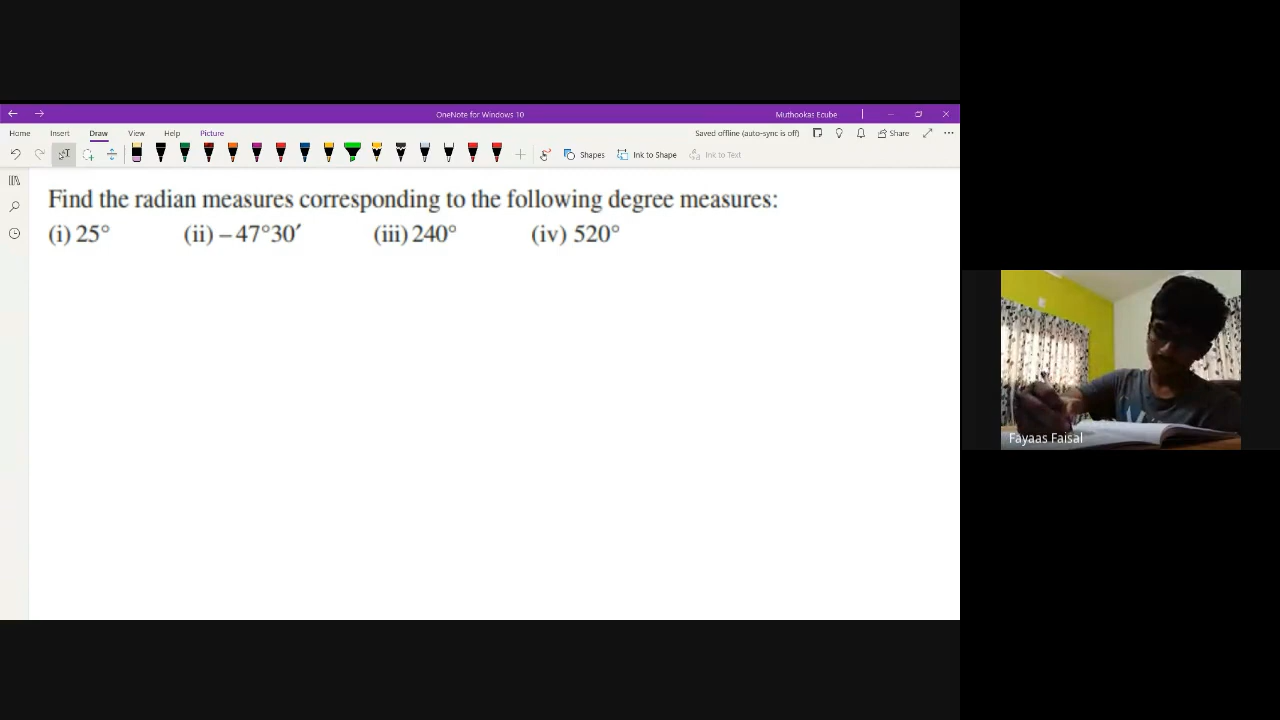 OneNote for Windows 10
Muthookas Ecube
Home Insert Draw View Help Picture
Saved offline (auto-sync is off)
Share
Shapes
Ink to Shape
Ink to Text
Find the radian measures corresponding to the following degree measures:
(i) 25° (ii) – 47°30′ (iii) 240° (iv) 520°
Fayaas Faisal